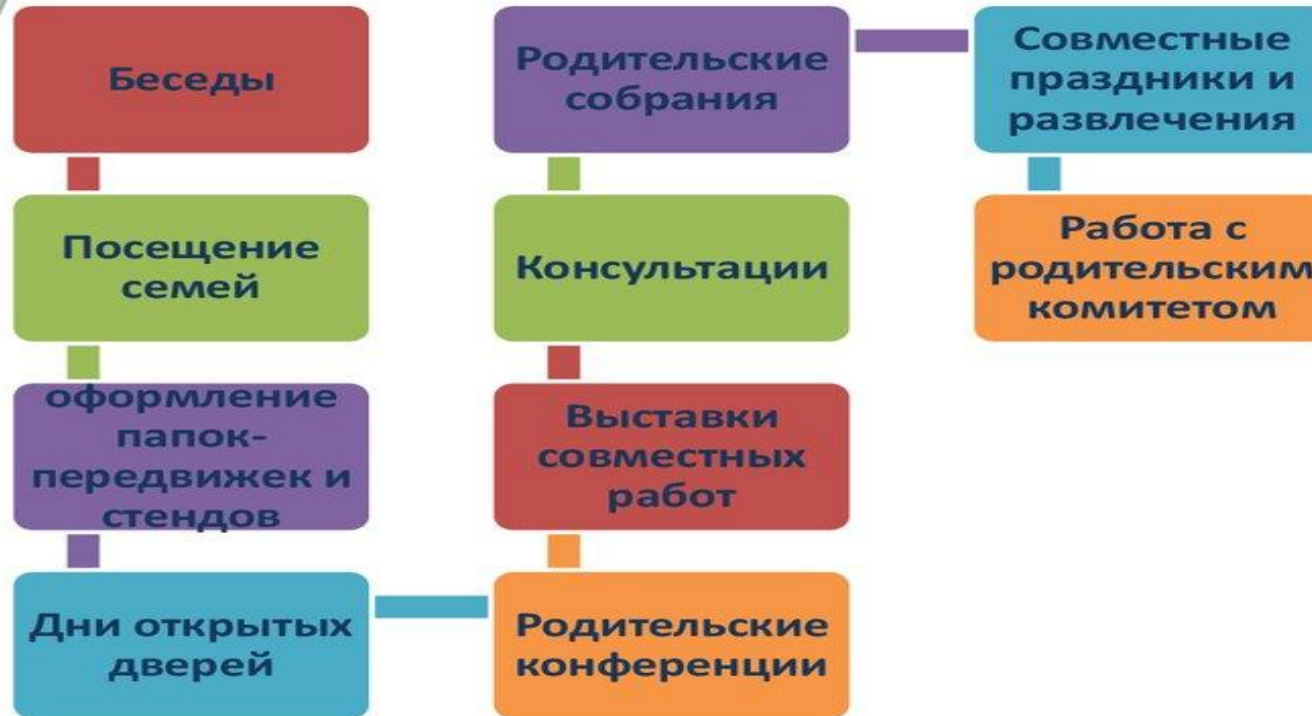 Беседы
Посещение
семей
оформление
папок-
передвижек и
стендов
Дни открытых
дверей
Родительские
конференции
Выставки
совместных
работ
Консультации
Родительские
собрания
Совместные
праздники и
развлечения
Работа с
родительским
комитетом